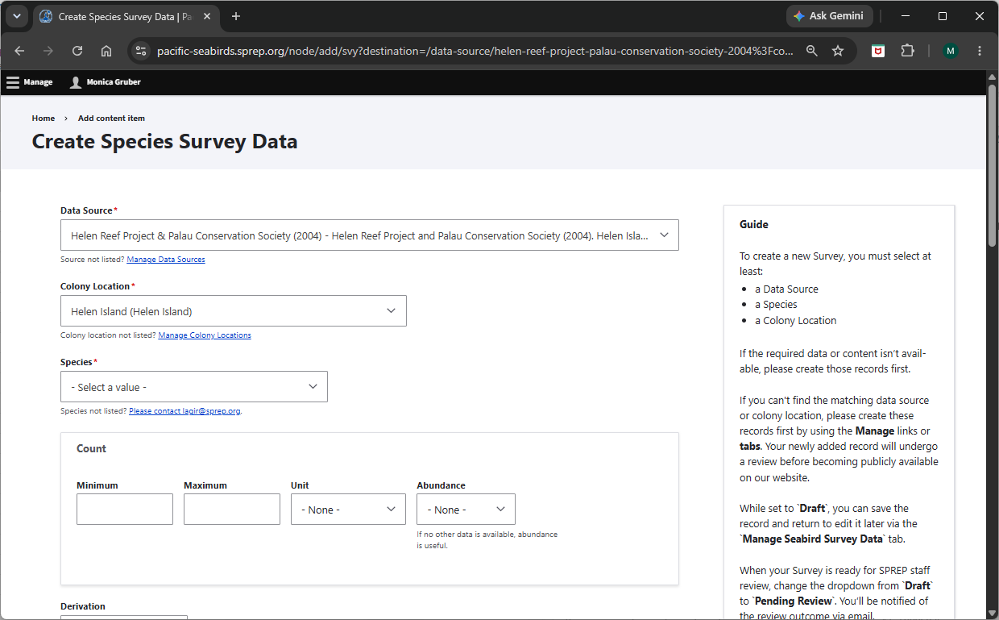 Create Species Survey Data | Pa
Ask Gemini
pacific-seabirds.sprep.org/node/add/svy?destination=/data-source/helen-reef-project-palau-conservation-society-2004%3Fco...
M
Manage
Monica Gruber
Home › Add content item
Create Species Survey Data
Data Source*
Helen Reef Project & Palau Conservation Society (2004) - Helen Reef Project and Palau Conservation Society (2004). Helen Isla...
Source not listed? Manage Data Sources
Colony Location*
Helen Island (Helen Island)
Colony location not listed? Manage Colony Locations
Species*
- Select a value -
Species not listed? Please contact lagir@sprep.org.
Count
Minimum Maximum Unit Abundance
- None - - None -
If no other data is available, abundance
is useful.
Derivation
Guide
To create a new Survey, you must select at
least:
• a Data Source
• a Species
• a Colony Location
If the required data or content isn't avail-
able, please create those records first.
If you can't find the matching data source
or colony location, please create these
records first by using the Manage links or
tabs. Your newly added record will undergo
a review before becoming publicly available
on our website.
While set to `Draft`, you can save the
record and return to edit it later via the
`Manage Seabird Survey Data` tab.
When your Survey is ready for SPREP staff
review, change the dropdown from `Draft`
to `Pending Review`. You'll be notified of
the review outcome via email.